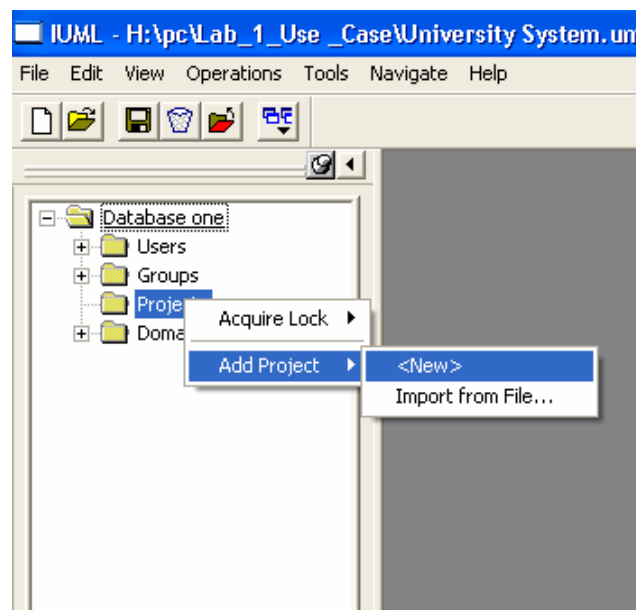 IUML - H:\pc\Lab_1_Use _Case\University System.um
File Edit View Operations Tools Navigate Help
Database one
Users
Groups
Acquire Lock
Add Project
<New>
Import from File...